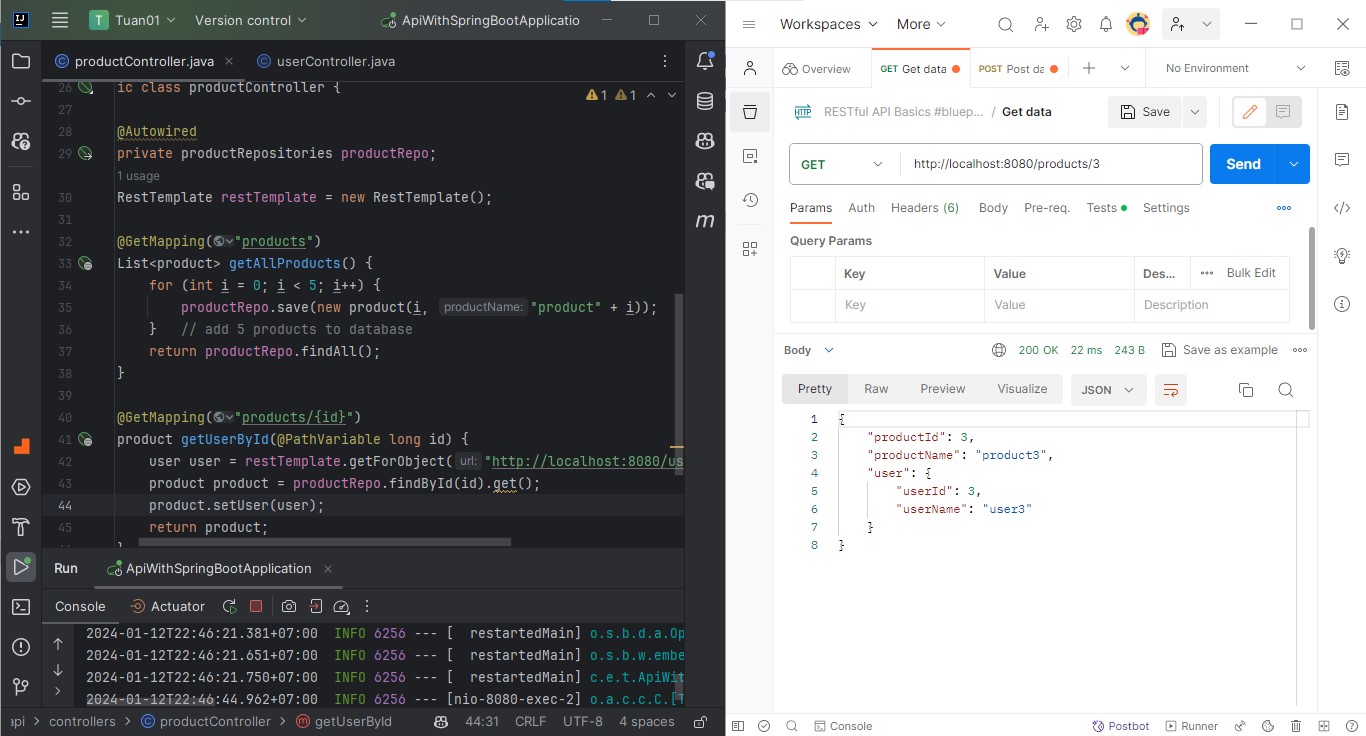 Tuan01
Version control
ApiWithSpringBootApplicatio
productController.java
userController.java
26 ic class productController {
1 1
27
28 @Autowired
29 private productRepositories productRepo;
1 usage
30 RestTemplate restTemplate = new RestTemplate();
31
32 @GetMapping("products")
33 List<product> getAllProducts() {
34 for (int i = 0; i < 5; i++) {
35 productRepo.save(new product(i, productName: "product" + i));
36 } // add 5 products to database
37 return productRepo.findAll();
38 }
39
40 @GetMapping("products/{id}")
41 product getUserById(@PathVariable long id) {
42 user user = restTemplate.getForObject( url: "http://localhost:8080/us
43 product product = productRepo.findById(id).get();
44 product.setUser(user);
45 return product;
Run ApiWithSpringBootApplication
Console Actuator
2024-01-12T22:46:21.381+07:00 INFO 6256 --- [ restartedMain] o.s.b.d.a.Op
2024-01-12T22:46:21.651+07:00 INFO 6256 --- [ restartedMain] o.s.b.w.embe
2024-01-12T22:46:21.750+07:00 INFO 6256 --- [ restartedMain] c.e.t.ApiWit
2024-01-12T22:46:44.962+07:00 INFO 6256 --- [nio-8080-exec-2] o.a.c.c.C.[T
api > controllers > productController > getUserById 44:31 CRLF UTF-8 4 spaces
Workspaces More
Overview GET Get data POST Post da No Environment
HTTP RESTful API Basics #bluep... / Get data Save
GET http://localhost:8080/products/3 Send
Params Auth Headers (6) Body Pre-req. Tests Settings
Query Params
Key Value Des... Bulk Edit
Key Value Description
Body 200 OK 22 ms 243 B Save as example
Pretty Raw Preview Visualize JSON
1 {
2 "productId": 3,
3 "productName": "product3",
4 "user": {
5 "userId": 3,
6 "userName": "user3"
7 }
8 }
Console Postbot Runner